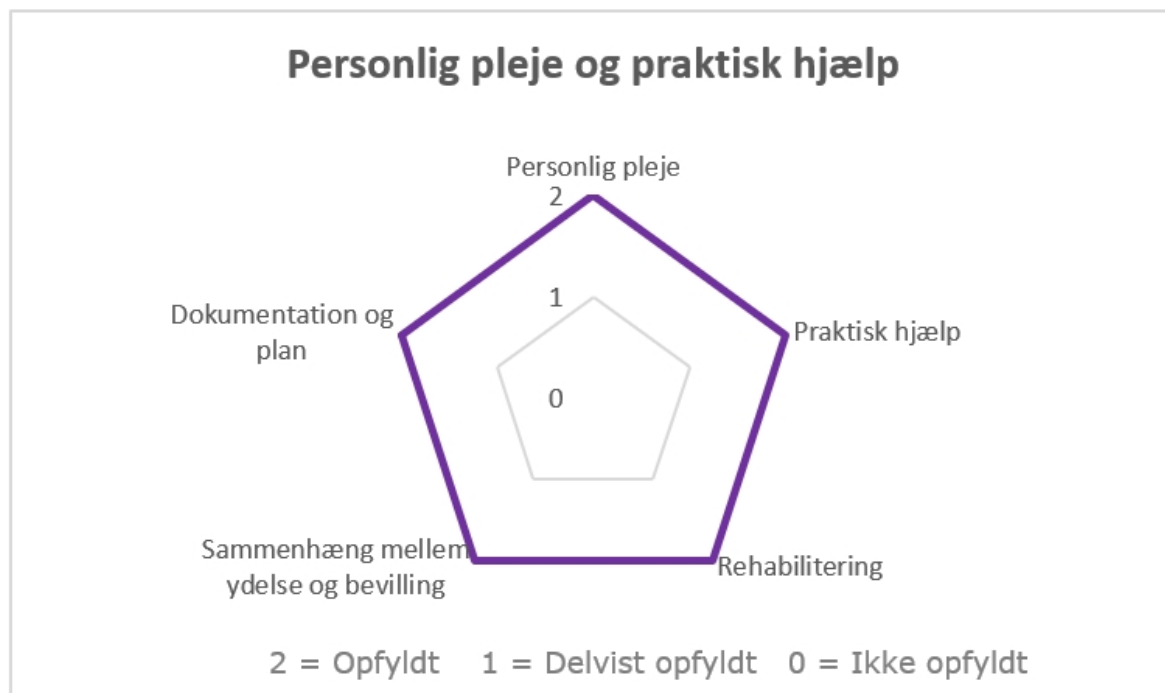 Personlig pleje og praktisk hjælp
Personlig pleje
2
1
0
Dokumentation og
plan
Praktisk hjælp
Sammenhæng mellem
ydelse og bevilling
Rehabilitering
2 = Opfyldt 1 = Delvist opfyldt 0 = Ikke opfyldt